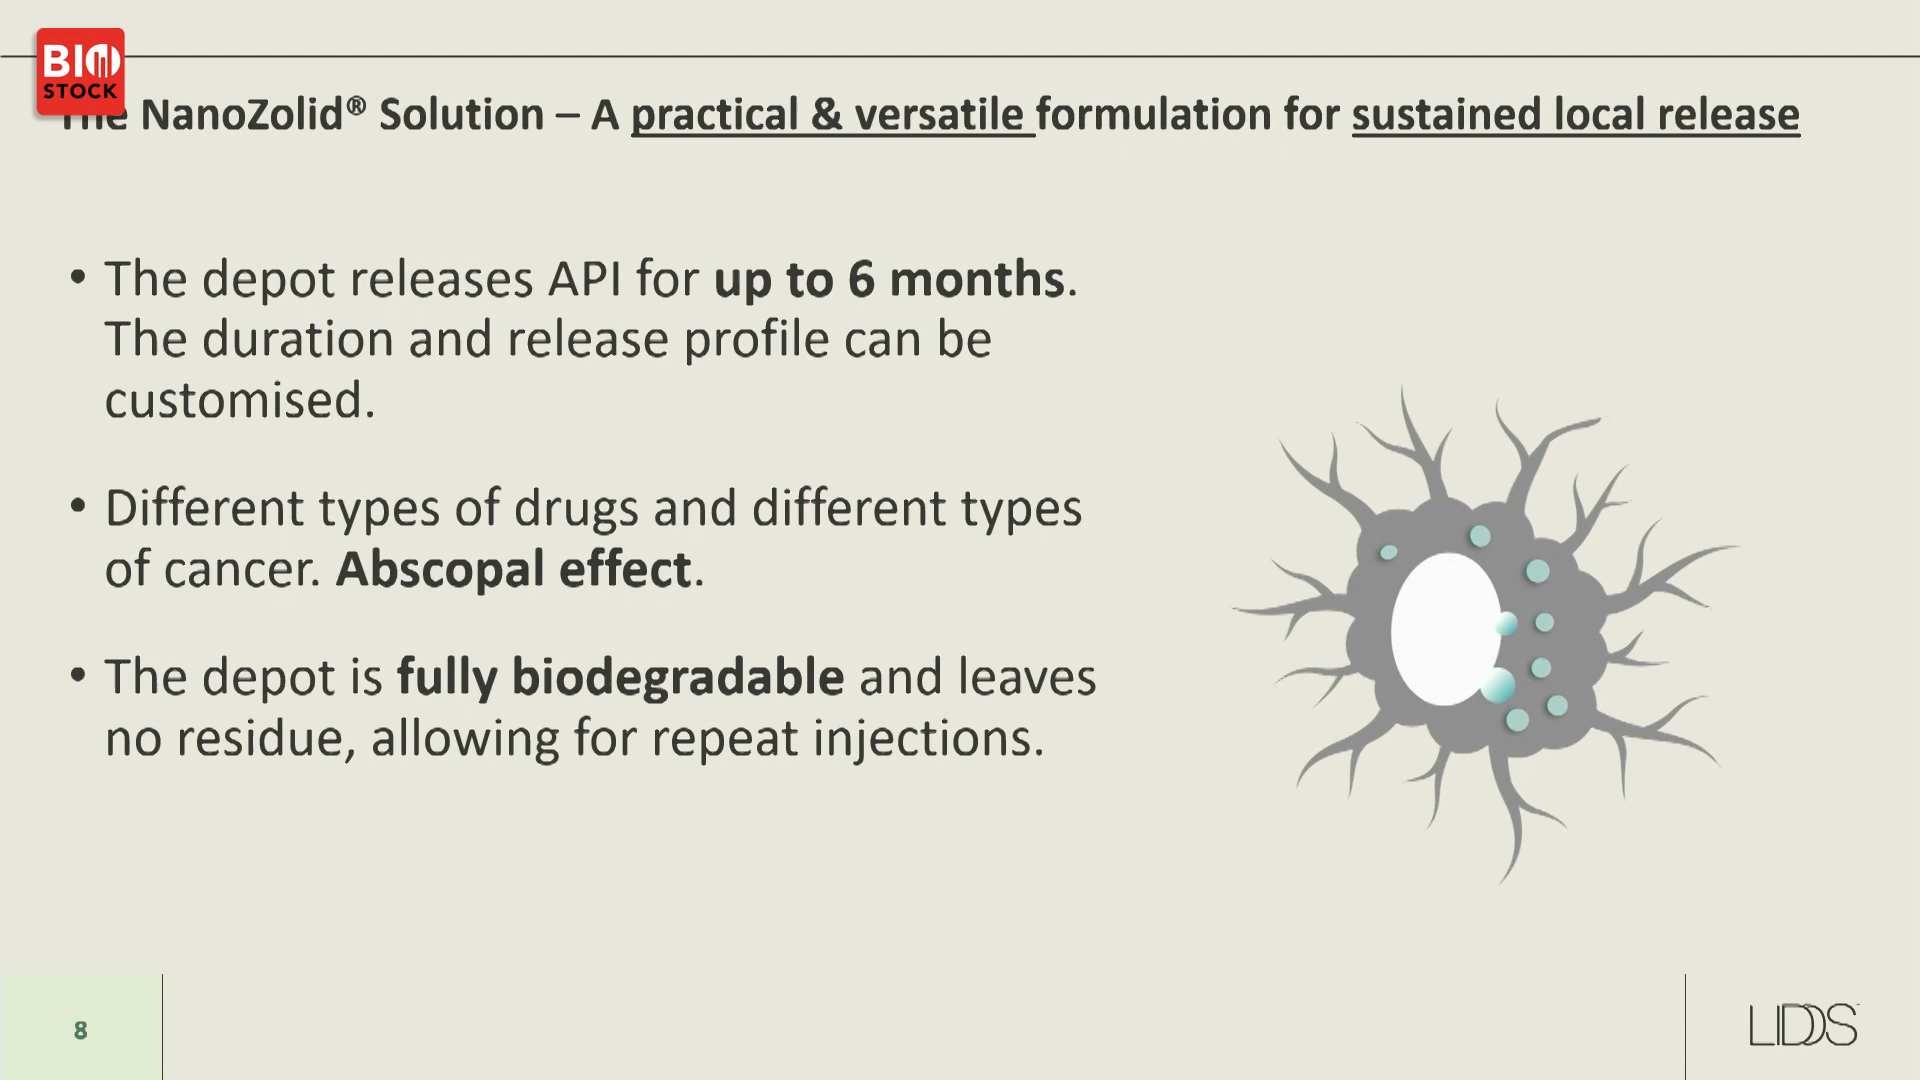 BIO
STOCK
The NanoZolid® Solution – A practical & versatile formulation for sustained local release
• The depot releases API for up to 6 months.
The duration and release profile can be
customised.
• Different types of drugs and different types
of cancer. Abscopal effect.
• The depot is fully biodegradable and leaves
no residue, allowing for repeat injections.
8
LIDDS